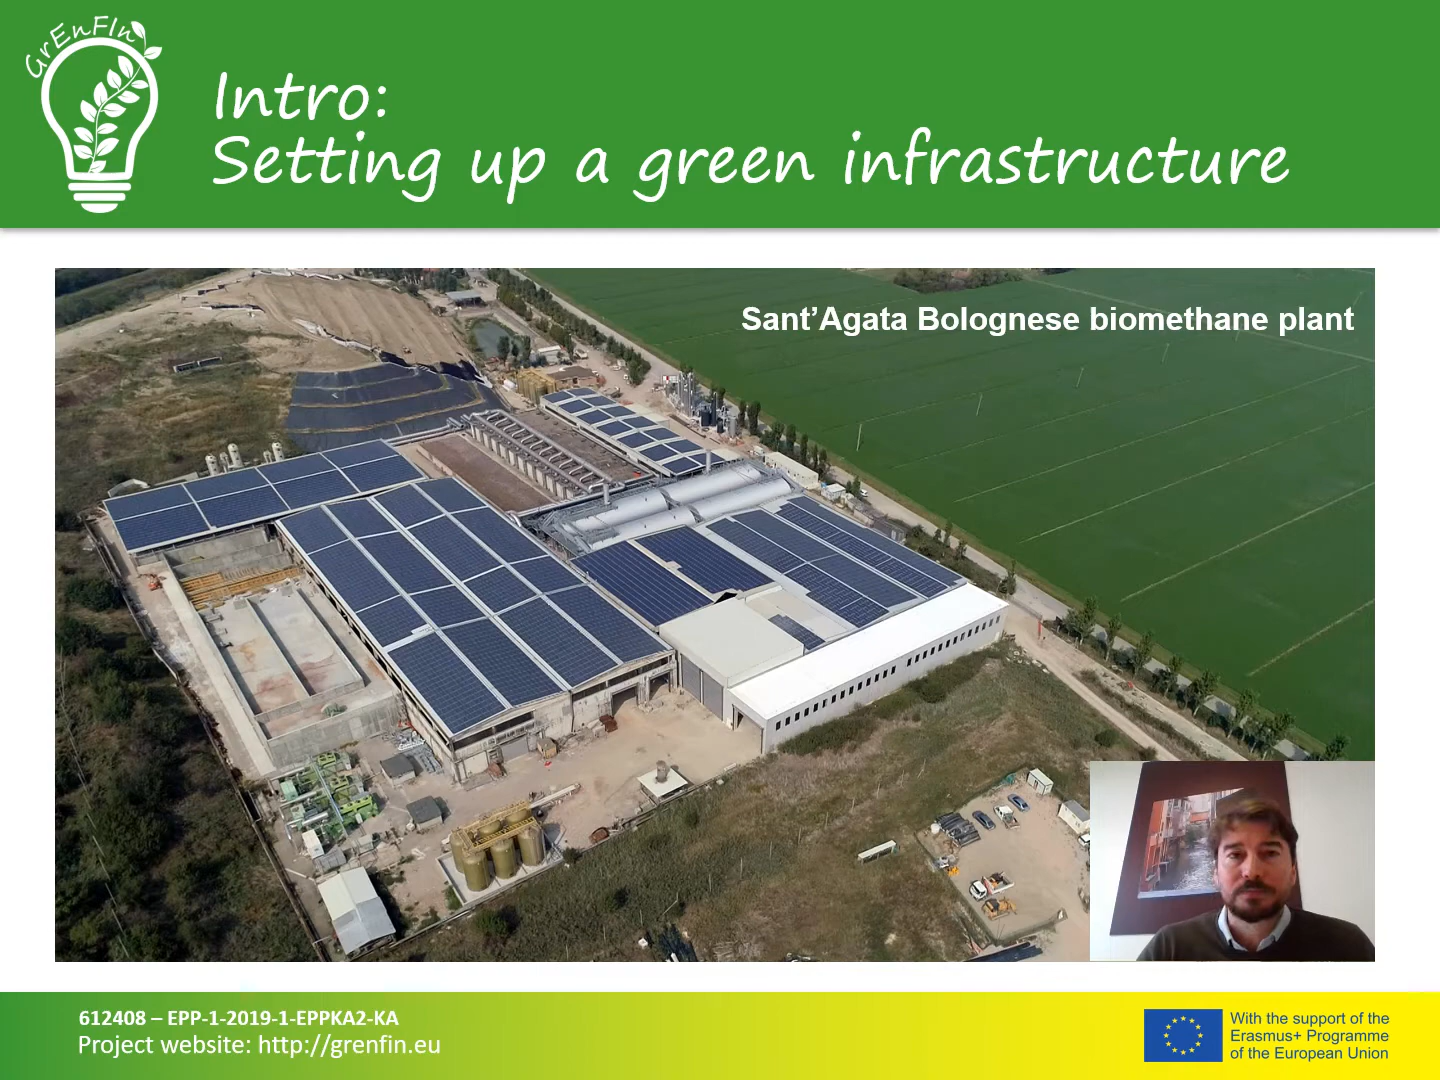 GrEnFIn
Intro:
Setting up a green infrastructure
Sant’Agata Bolognese biomethane plant
612408 – EPP-1-2019-1-EPPKA2-KA
Project website: http://grenfin.eu
With the support of the
Erasmus+ Programme
of the European Union